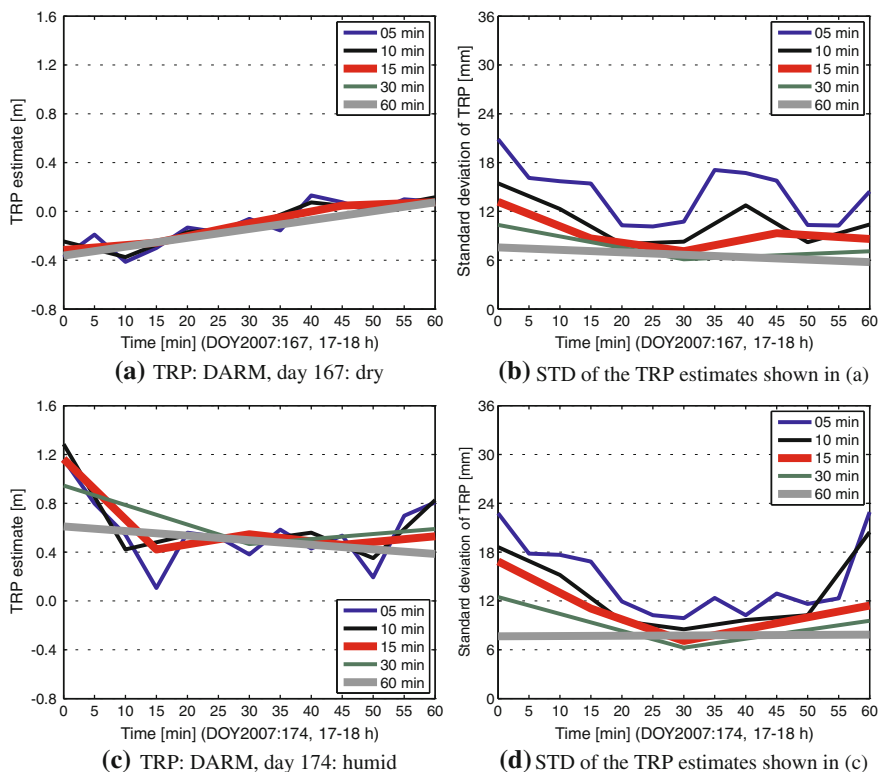 1.6
1.2
0.8
0.4
0.0
-0.4
-0.8
TRP estimate [m]
05 min
10 min
15 min
30 min
60 min
0 5 10 15 20 25 30 35 40 45 50 55 60
Time [min] (DOY2007:167, 17-18 h)
(a) TRP: DARM, day 167: dry
36
30
24
18
12
6
0
Standard deviation of TRP [mm]
05 min
10 min
15 min
30 min
60 min
0 5 10 15 20 25 30 35 40 45 50 55 60
Time [min] (DOY2007:167, 17-18 h)
(b) STD of the TRP estimates shown in (a)
1.6
1.2
0.8
0.4
0.0
-0.4
-0.8
TRP estimate [m]
05 min
10 min
15 min
30 min
60 min
0 5 10 15 20 25 30 35 40 45 50 55 60
Time [min] (DOY2007:174, 17-18 h)
(c) TRP: DARM, day 174: humid
36
30
24
18
12
6
0
Standard deviation of TRP [mm]
05 min
10 min
15 min
30 min
60 min
0 5 10 15 20 25 30 35 40 45 50 55 60
Time [min] (DOY2007:174, 17-18 h)
(d) STD of the TRP estimates shown in (c)